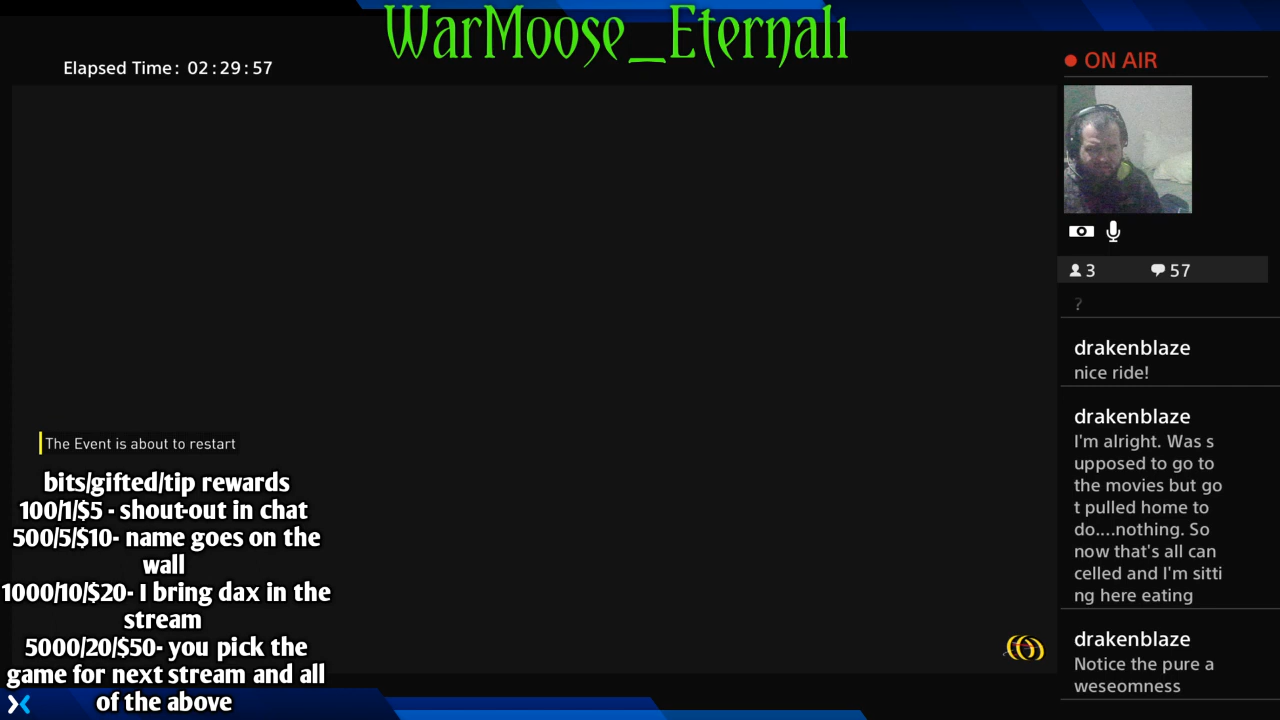 WarMoose_Eternal1
Elapsed Time: 02:29:57
ON AIR
3
57
?
drakenblaze
nice ride!
drakenblaze
I'm alright. Was s
upposed to go to
the movies but go
t pulled home to
do....nothing. So
now that's all can
celled and I'm sitti
ng here eating
drakenblaze
Notice the pure a
weseomness
The Event is about to restart
bits/gifted/tip rewards
100/1/$5 - shout-out in chat
500/5/$10- name goes on the
wall
1000/10/$20- I bring dax in the
stream
5000/20/$50- you pick the
game for next stream and all
of the above